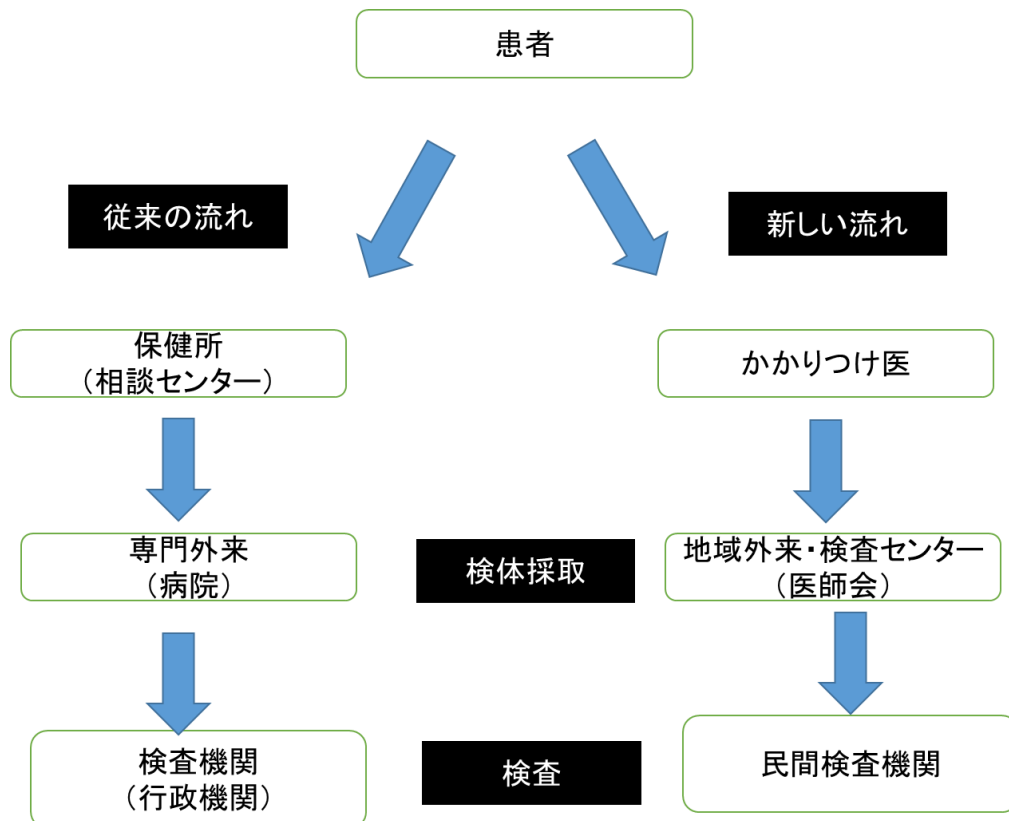 患者
従来の流れ
新しい流れ
保健所
（相談センター）
かかりつけ医
専門外来
（病院）
検体採取
地域外来・検査センター
（医師会）
検査機関
（行政機関）
検査
民間検査機関